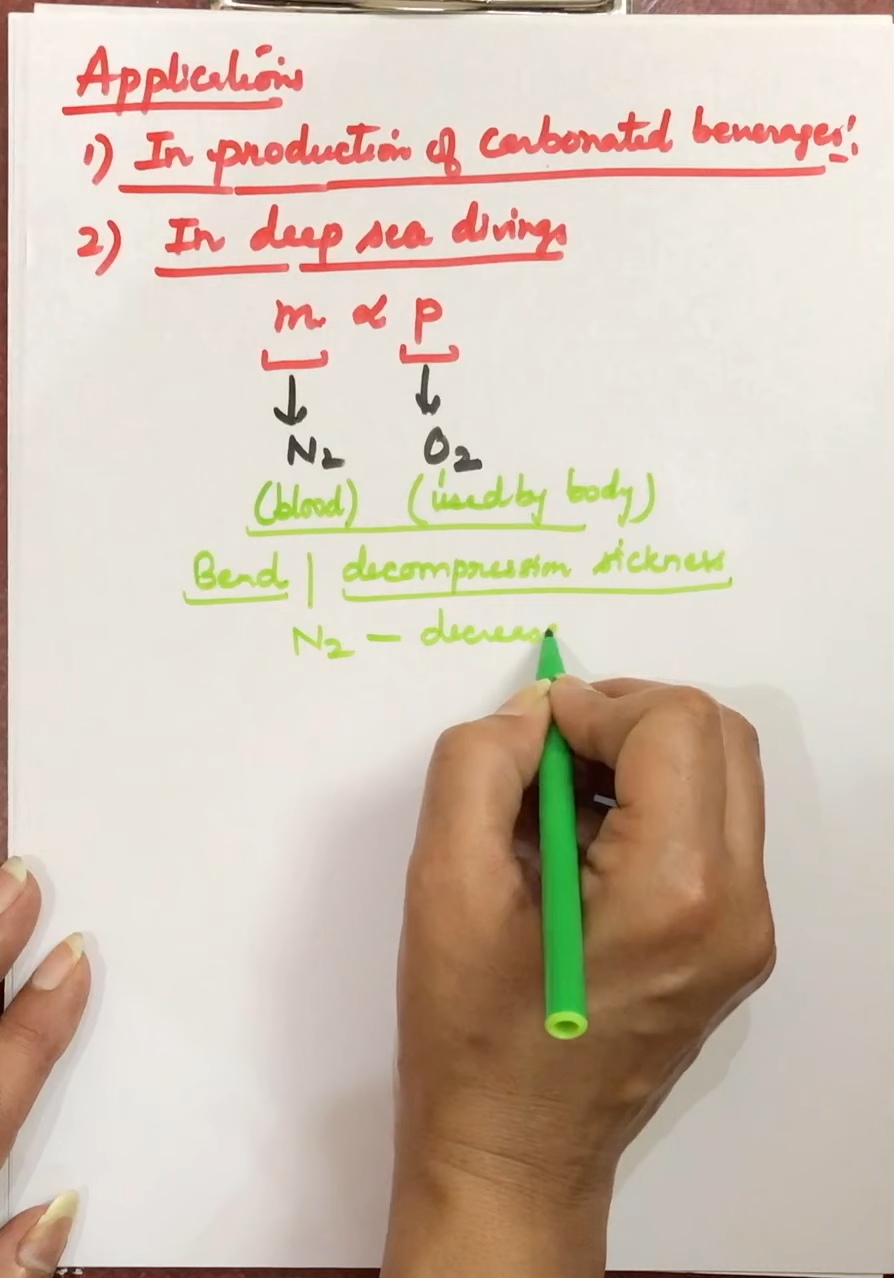 Applications
1) In production of carbonated beverages:
2) In deep sea divings
m ∝ p
↓ ↓
N2 O2
(blood) (used by body)
Bend | decompression sickness
N2 — decreas